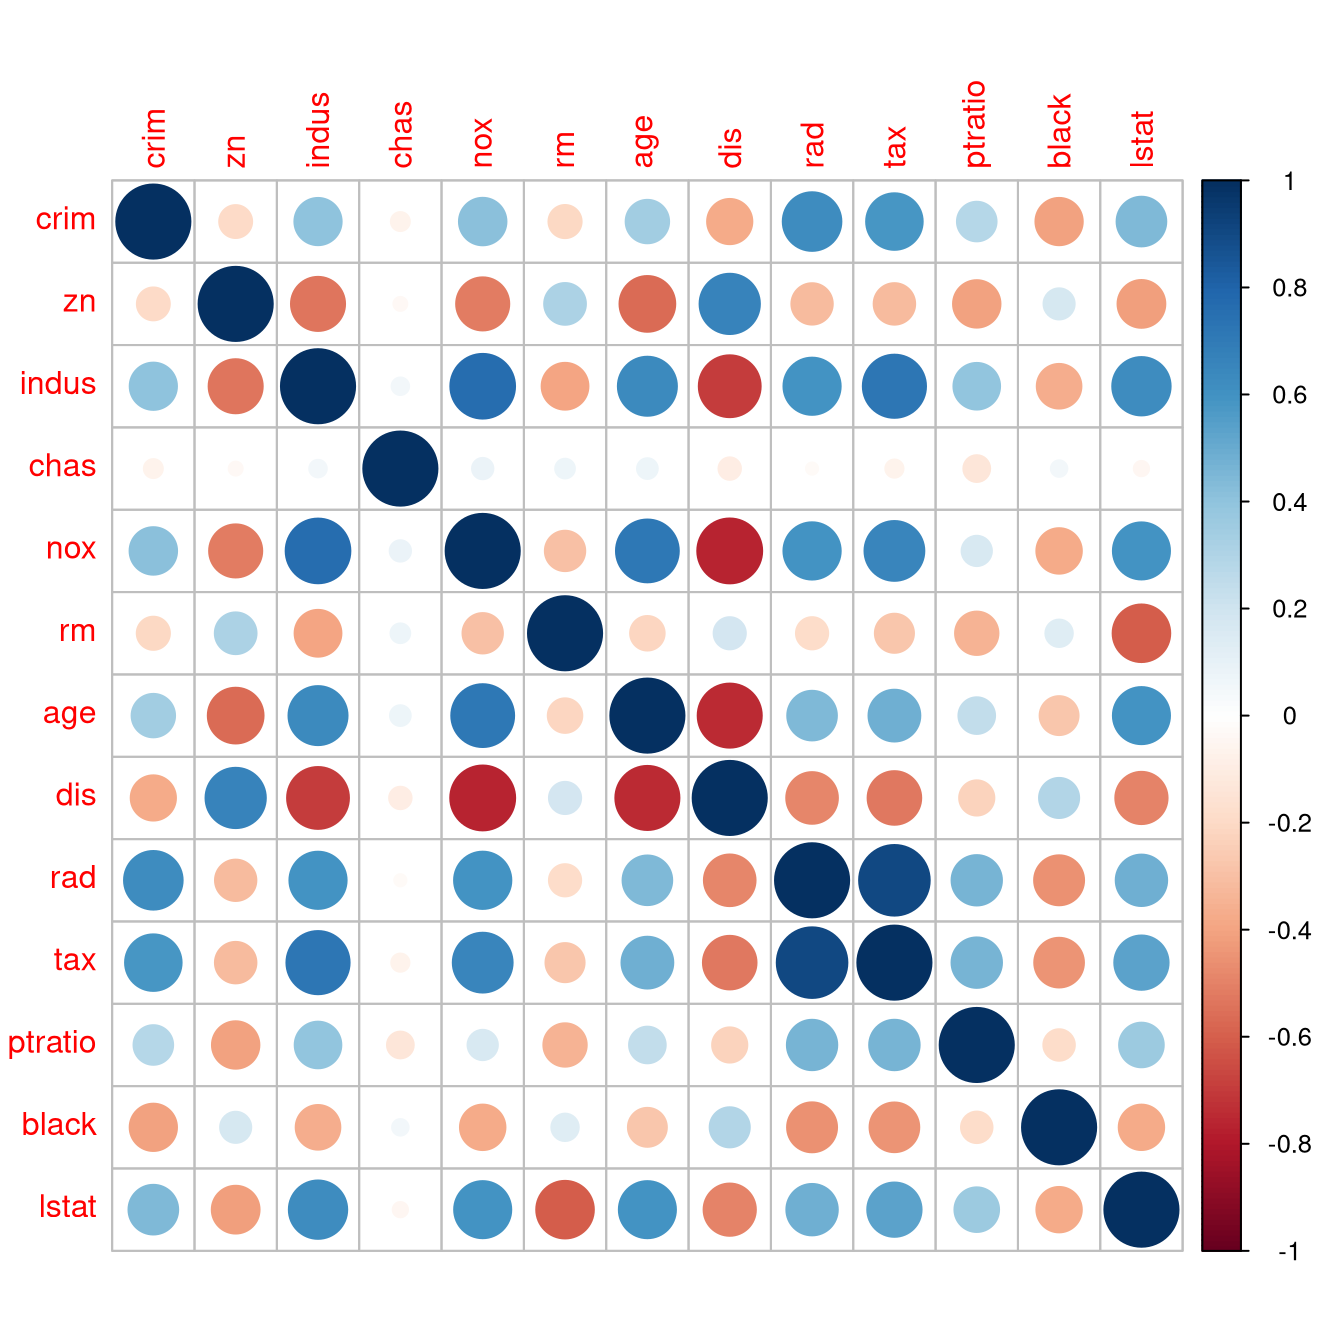 crim
zn
indus
chas
nox
rm
age
dis
rad
tax
ptratio
black
lstat
crim
zn
indus
chas
nox
rm
age
dis
rad
tax
ptratio
black
lstat
1
0.8
0.6
0.4
0.2
0
-0.2
-0.4
-0.6
-0.8
-1